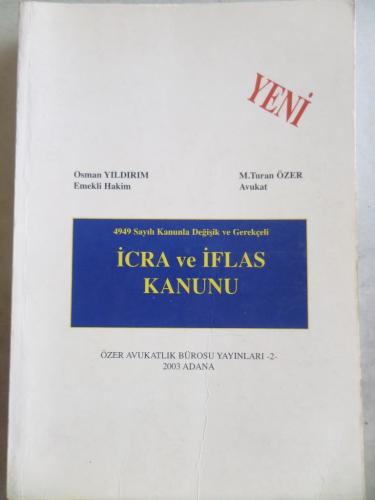 YENİ
Osman YILDIRIM
Emekli Hakim
M.Turan ÖZER
Avukat
4949 Sayılı Kanunla Değişik ve Gerekçeli
İCRA ve İFLAS
KANUNU
ÖZER AVUKATLIK BÜROSU YAYINLARI -2-
2003 ADANA